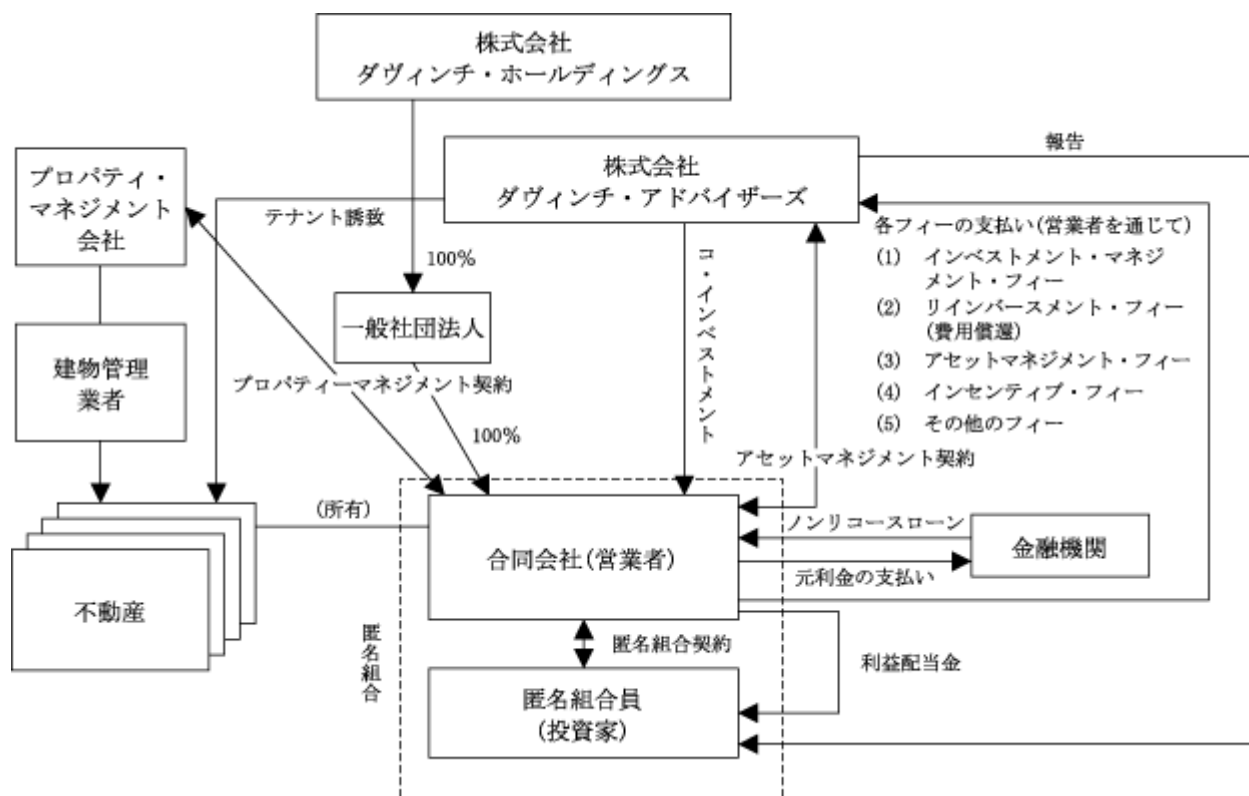 株式会社
ダヴィンチ・ホールディングス
報告
株式会社
ダヴィンチ・アドバイザーズ
プロパティ・
マネジメント
会社
テナント誘致
各フィーの支払い(営業者を通じて)
(1) インベストメント・マネジ
メント・フィー
(2) リインバースメント・フィー
(費用償還)
(3) アセットマネジメント・フィー
(4) インセンティブ・フィー
(5) その他のフィー
100%
コ・インベストメント
一般社団法人
建物管理
業者
プロパティーマネジメント契約
100%
アセットマネジメント契約
(所有)
ノンリコースローン
合同会社(営業者)
金融機関
元利金の支払い
不動産
匿名組合
匿名組合契約
利益配当金
匿名組合員
(投資家)